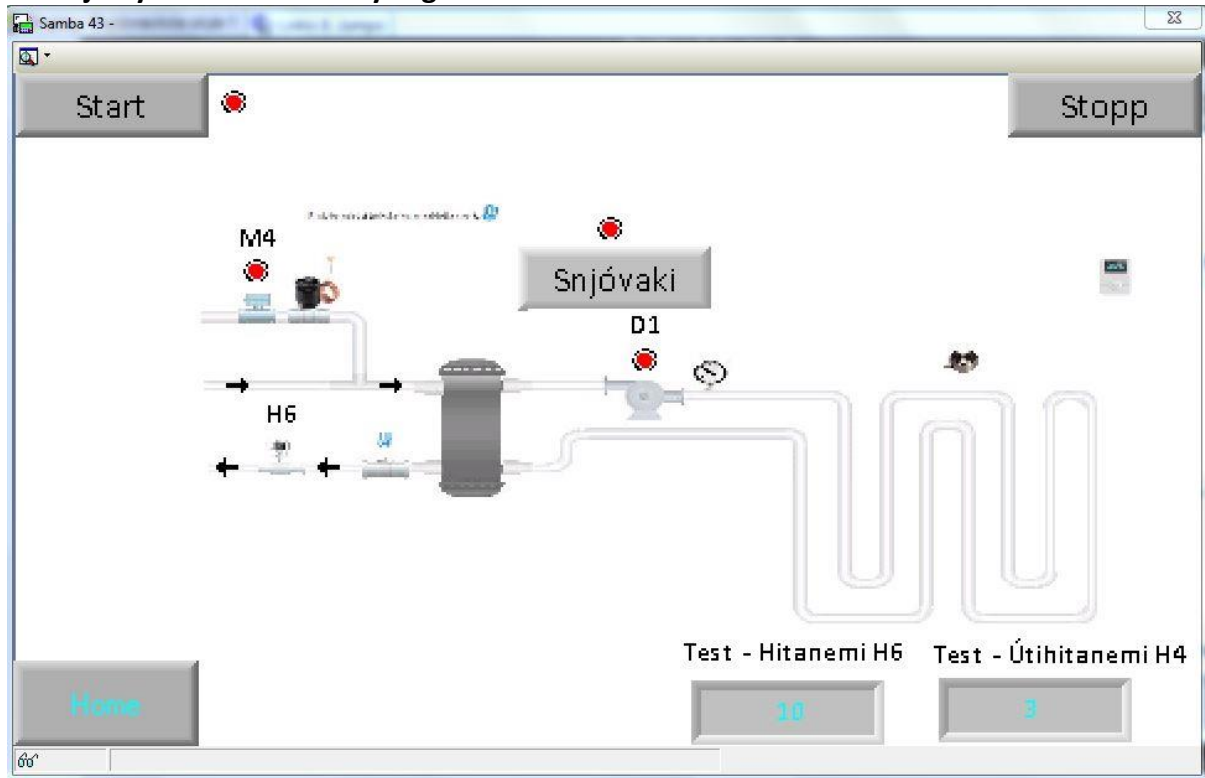 Samba 43 -
Start
Stopp
M4
Snjóvaki
D1
H6
Test - Hitanemi H6
Test - Útihitanemi H4
Home
10
3